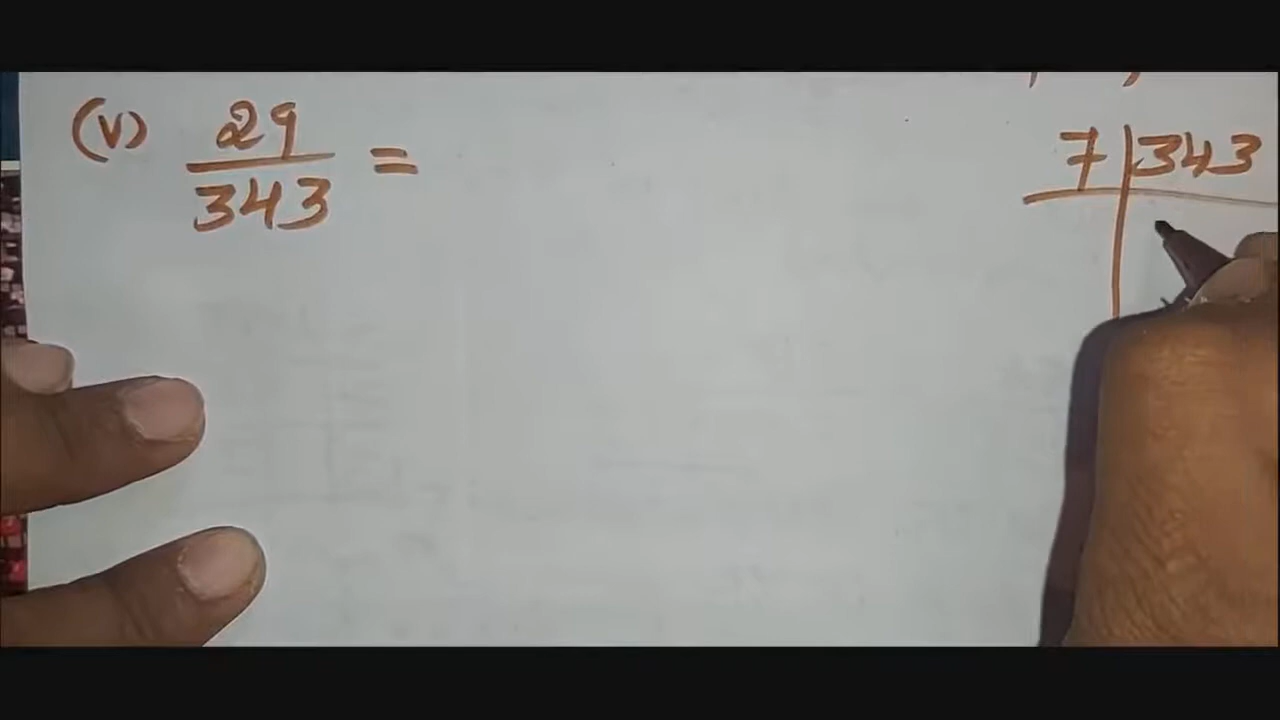 (v) 29/343 =
7 | 343